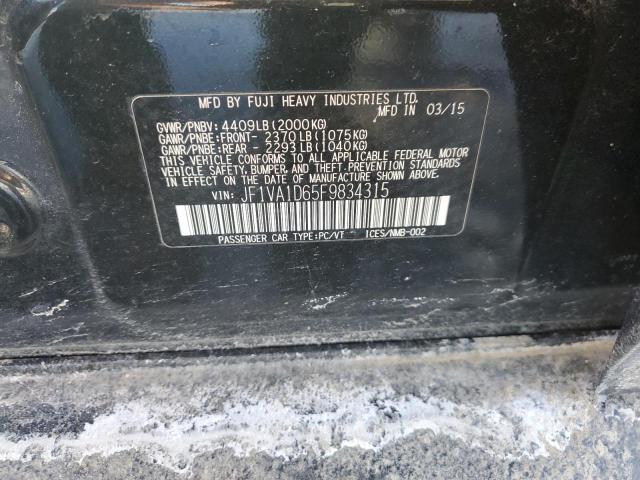 MFD BY FUJI HEAVY INDUSTRIES LTD.
MFD IN 03/15
GVWR/PNBV: 4409LB(2000KG)
GAWR/PNBE:FRONT- 2370LB(1075KG)
GAWR/PNBE:REAR - 2293LB(1040KG)
THIS VEHICLE CONFORMS TO ALL APPLICABLE FEDERAL MOTOR
VEHICLE SAFETY, BUMPER, AND THEFT PREVENTION STANDARDS
IN EFFECT ON THE DATE OF MANUFACTURE SHOWN ABOVE.
VIN: JF1VA1D65F9834315
PASSENGER CAR TYPE:PC/VT ICES/NMB-002